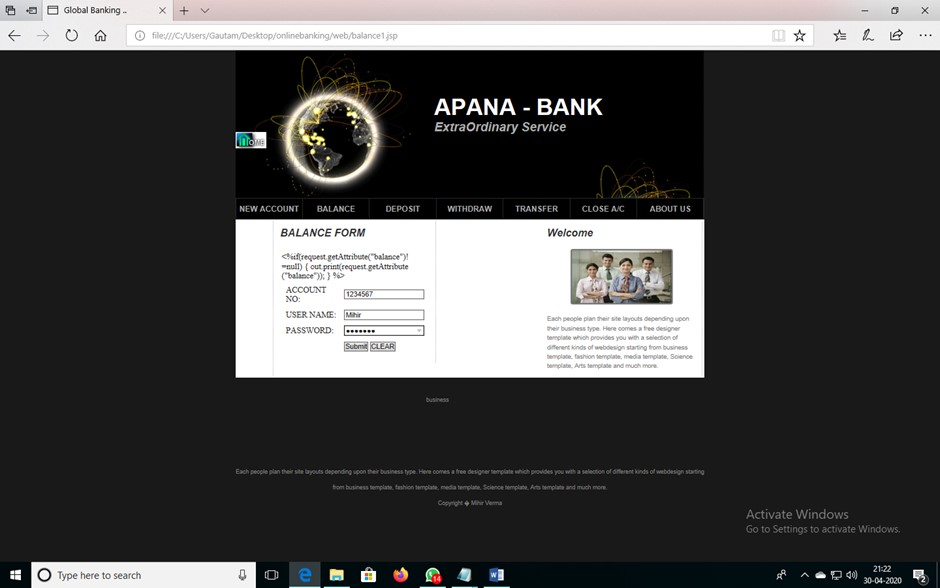 Global Banking ..
file:///C:/Users/Gautam/Desktop/onlinebanking/web/balance1.jsp
APANA - BANK
ExtraOrdinary Service
HOME
NEW ACCOUNT BALANCE DEPOSIT WITHDRAW TRANSFER CLOSE A/C ABOUT US
BALANCE FORM
<%if(request.getAttribute("balance")!
=null) { out.print(request.getAttribute
("balance")); } %>
ACCOUNT
NO: 1234567
USER NAME: Mihir
PASSWORD: ●●●●●●●
Submit CLEAR
Welcome
Each people plan their site layouts depending upon
their business type. Here comes a free designer
template which provides you with a selection of
different kinds of webdesign starting from business
template, fashion template, media template, Science
template, Arts template and much more.
business
Each people plan their site layouts depending upon their business type. Here comes a free designer template which provides you with a selection of different kinds of webdesign starting
from business template, fashion template, media template, Science template, Arts template and much more.
Copyright � Mihir Verma
Activate Windows
Go to Settings to activate Windows.
Type here to search
14
21:22
30-04-2020
2